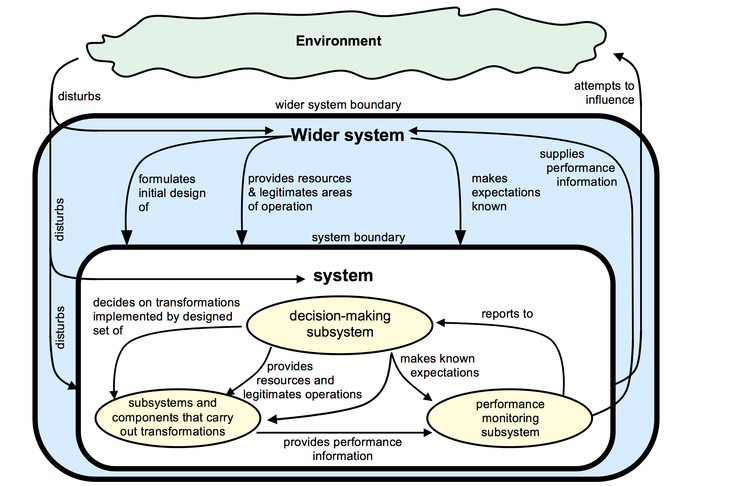 Environment
disturbs
attempts to
influence
wider system boundary
Wider system
supplies
performance
information
formulates
initial design
of
provides resources
& legitimates areas
of operation
makes
expectations
known
disturbs
system boundary
system
decides on transformations
implemented by designed
set of
decision-making
subsystem
reports to
disturbs
provides
resources and
legitimates operations
makes known
expectations
subsystems and
components that carry
out transformations
performance
monitoring
subsystem
provides performance
information